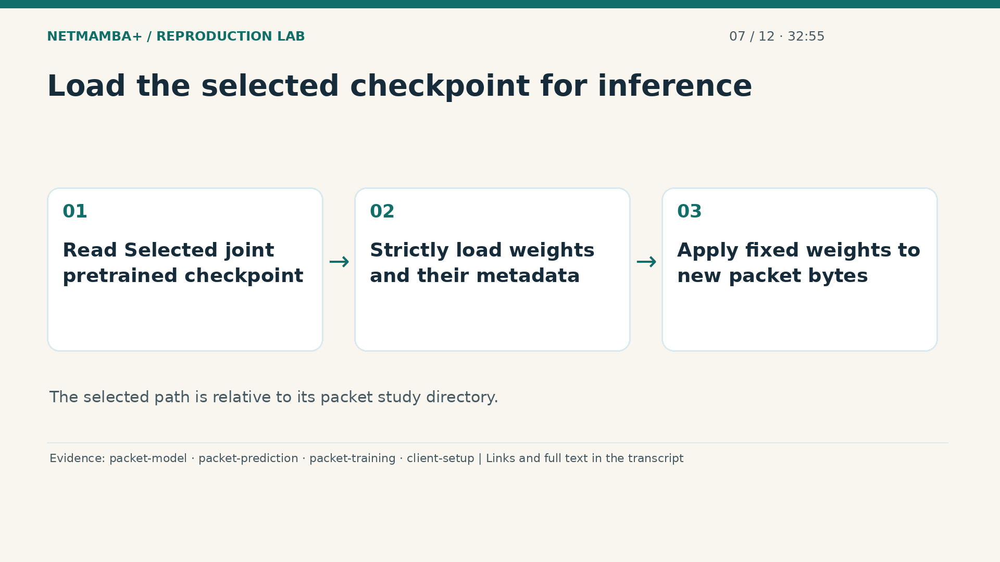 NETMAMBA+ / REPRODUCTION LAB
07 / 12 · 32:55
Load the selected checkpoint for inference
01
Read Selected joint
pretrained checkpoint
→
02
Strictly load weights
and their metadata
→
03
Apply fixed weights to
new packet bytes
The selected path is relative to its packet study directory.
Evidence: packet-model · packet-prediction · packet-training · client-setup | Links and full text in the transcript